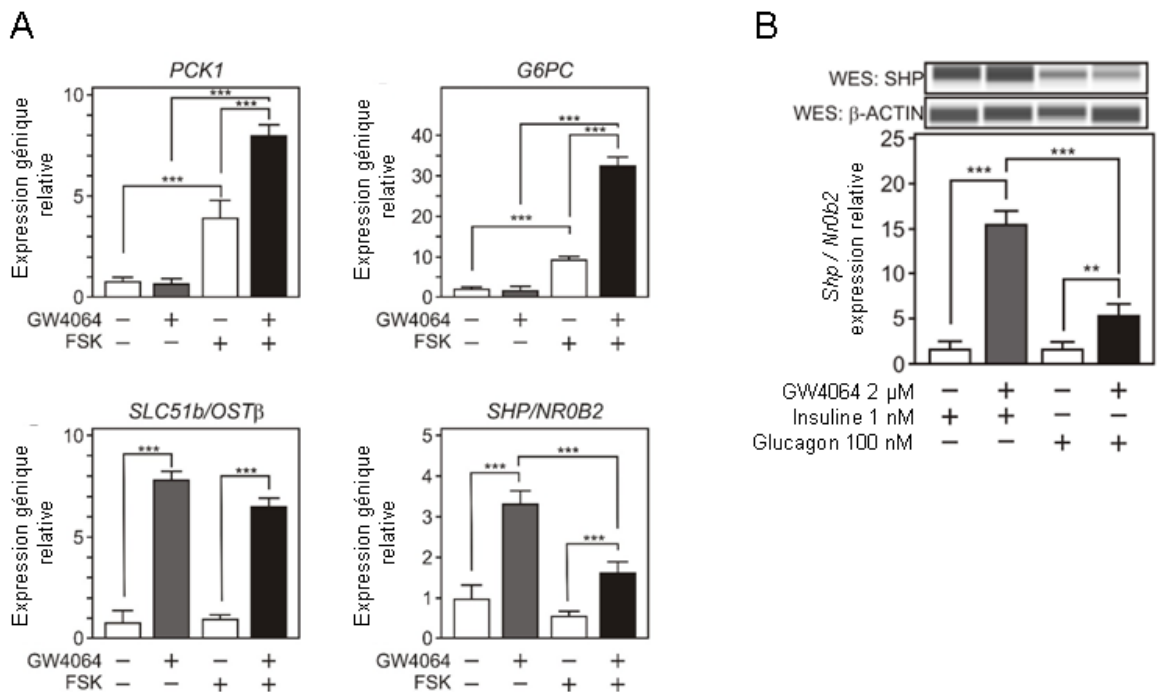 A
PCK1
Expression génique
relative
10
5
0
***
***
***
GW4064 – + – +
FSK – – + +
G6PC
Expression génique
relative
40
30
20
10
0
***
***
***
GW4064 – + – +
FSK – – + +
SLC51b/OSTβ
Expression génique
relative
10
5
0
***
***
GW4064 – + – +
FSK – – + +
SHP/NR0B2
Expression génique
relative
5
4
3
2
1
0
***
***
***
GW4064 – + – +
FSK – – + +
B
WES: SHP
WES: β-ACTIN
Shp / Nr0b2
expression relative
25
20
15
10
5
0
***
***
**
GW4064 2 µM – + – +
Insuline 1 nM + + – –
Glucagon 100 nM – – + +